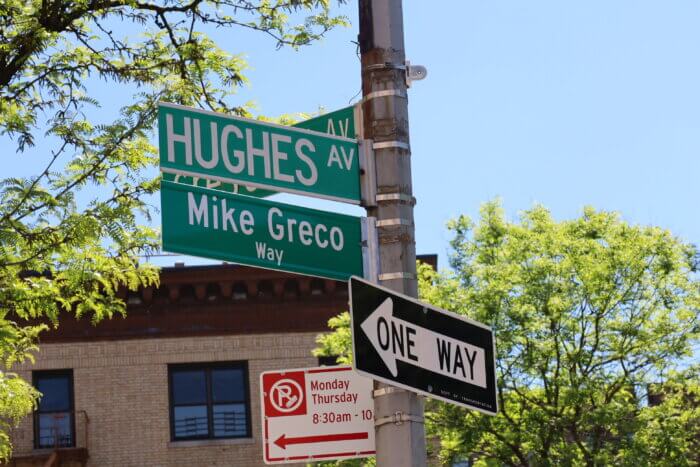 AV
HUGHES AV
Mike Greco
Way
ONE WAY
Monday
Thursday
8:30am - 10